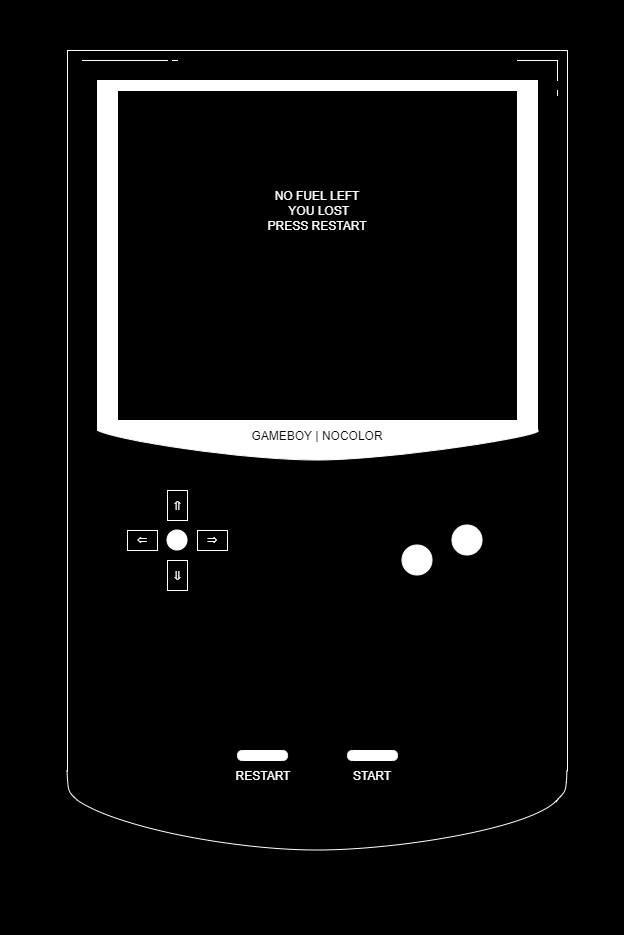 NO FUEL LEFT
YOU LOST
PRESS RESTART
GAMEBOY | NOCOLOR
⇑
⇐ ⇒
⇓
RESTART START